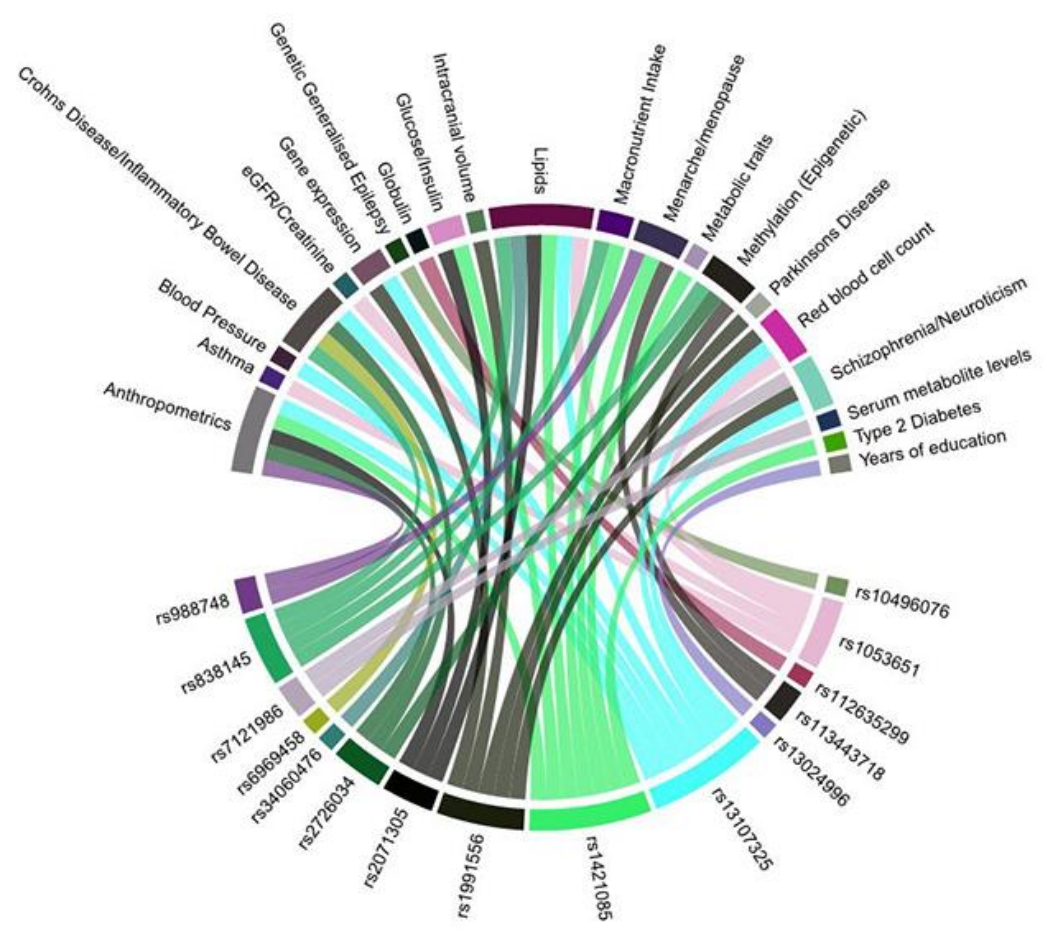 Anthropometrics
Asthma
Blood Pressure
Crohns Disease/Inflammatory Bowel Disease
eGFR/Creatinine
Gene expression
Genetic Generalised Epilepsy
Globulin
Glucose/Insulin
Intracranial volume
Lipids
Macronutrient Intake
Menarche/menopause
Metabolic traits
Methylation (Epigenetic)
Parkinsons Disease
Red blood cell count
Schizophrenia/Neuroticism
Serum metabolite levels
Type 2 Diabetes
Years of education
rs10496076
rs1053651
rs112635299
rs113443718
rs13024996
rs13107325
rs1421085
rs1991556
rs2071305
rs2726034
rs34060476
rs6969458
rs7121986
rs838145
rs988748